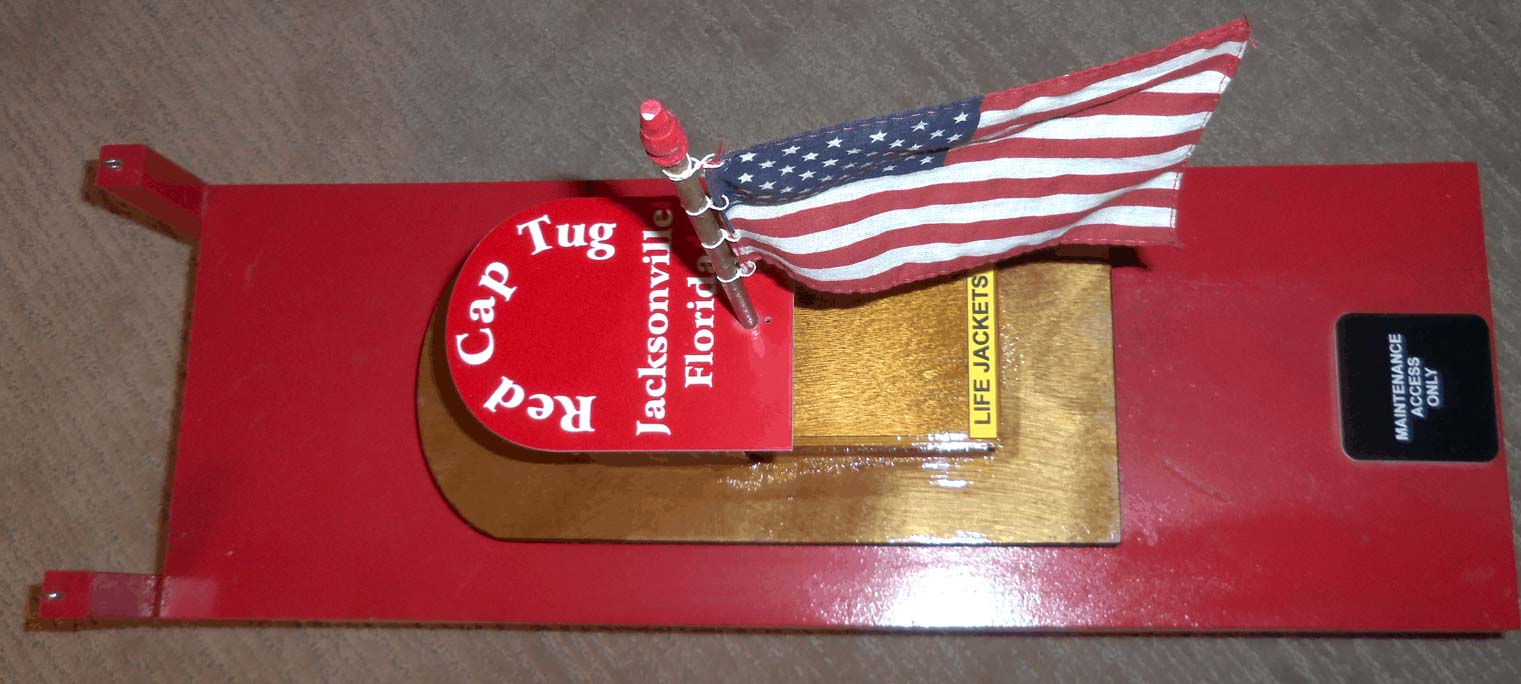 Red Cap Tug
Jacksonville
Florida
LIFE JACKETS
MAINTENANCE
ACCESS
ONLY